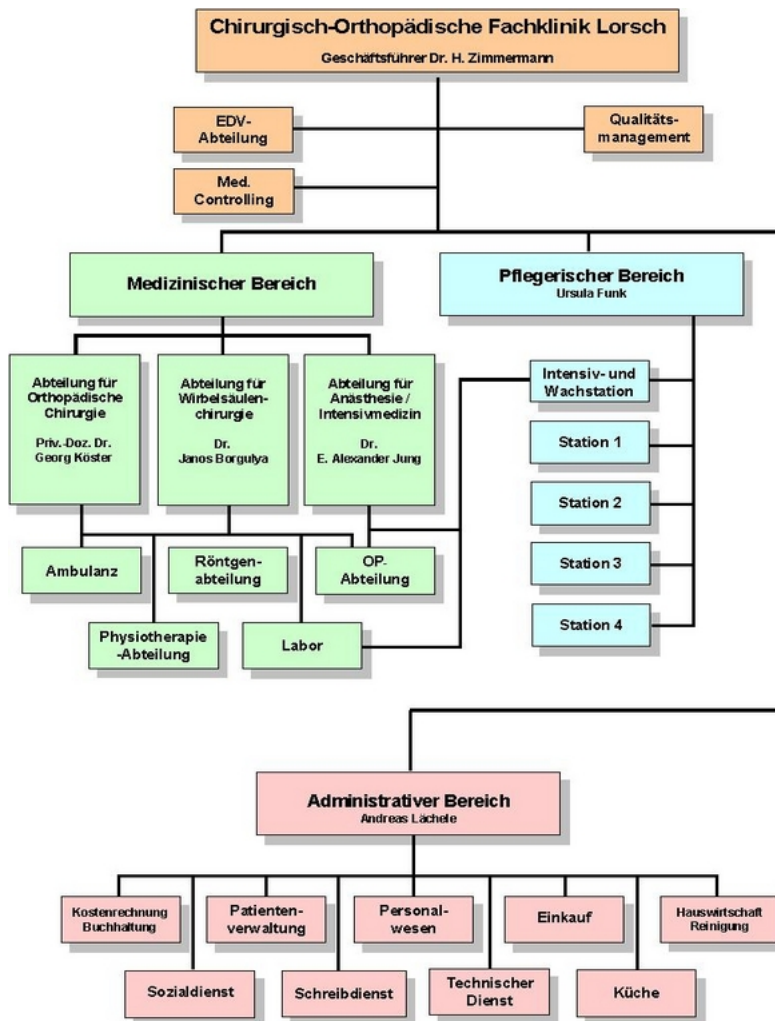 Chirurgisch-Orthopädische Fachklinik Lorsch
Geschäftsführer Dr. H. Zimmermann
EDV-
Abteilung
Qualitäts-
management
Med.
Controlling
Medizinischer Bereich
Pflegerischer Bereich
Ursula Funk
Abteilung für
Orthopädische
Chirurgie
Priv.-Doz. Dr.
Georg Köster
Abteilung für
Wirbelsäulen-
chirurgie
Dr.
Janos Borgulya
Abteilung für
Anästhesie /
Intensivmedizin
Dr.
E. Alexander Jung
Intensiv- und
Wachstation
Station 1
Station 2
Station 3
Station 4
Ambulanz
Röntgen-
abteilung
OP-
Abteilung
Physiotherapie
-Abteilung
Labor
Administrativer Bereich
Andreas Lächele
Kostenrechnung
Buchhaltung
Patienten-
verwaltung
Personal-
wesen
Einkauf
Hauswirtschaft
Reinigung
Sozialdienst
Schreibdienst
Technischer
Dienst
Küche